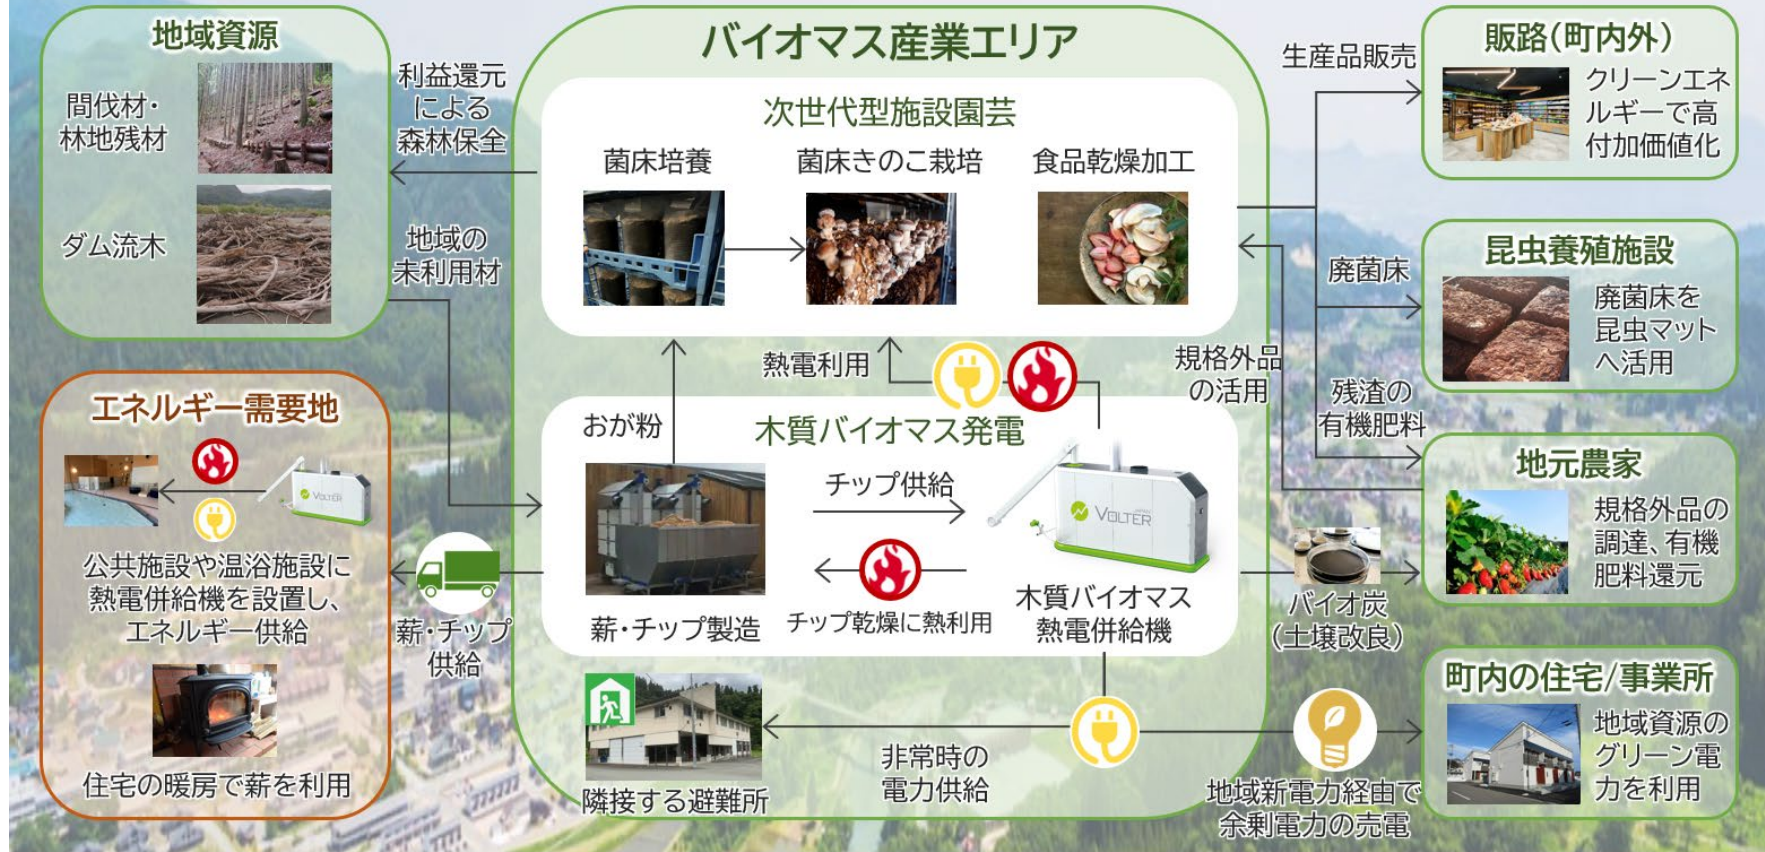 地域資源
間伐材・
林地残材
ダム流木
利益還元
による
森林保全
地域の
未利用材
エネルギー需要地
VOLTER
公共施設や温浴施設に
熱電併給機を設置し、
エネルギー供給
住宅の暖房で薪を利用
薪・チップ
供給
バイオマス産業エリア
次世代型施設園芸
菌床培養
菌床きのこ栽培
食品乾燥加工
熱電利用
規格外品
の活用
おが粉
木質バイオマス発電
チップ供給
VOLTER
薪・チップ製造
チップ乾燥に熱利用
木質バイオマス
熱電併給機
隣接する避難所
非常時の
電力供給
生産品販売
販路(町内外)
クリーンエネ
ルギーで高
付加価値化
廃菌床
昆虫養殖施設
廃菌床を
昆虫マット
へ活用
残渣の
有機肥料
地元農家
規格外品の
調達、有機
肥料還元
バイオ炭
(土壌改良)
町内の住宅/事業所
地域資源の
グリーン電
力を利用
地域新電力経由で
余剰電力の売電